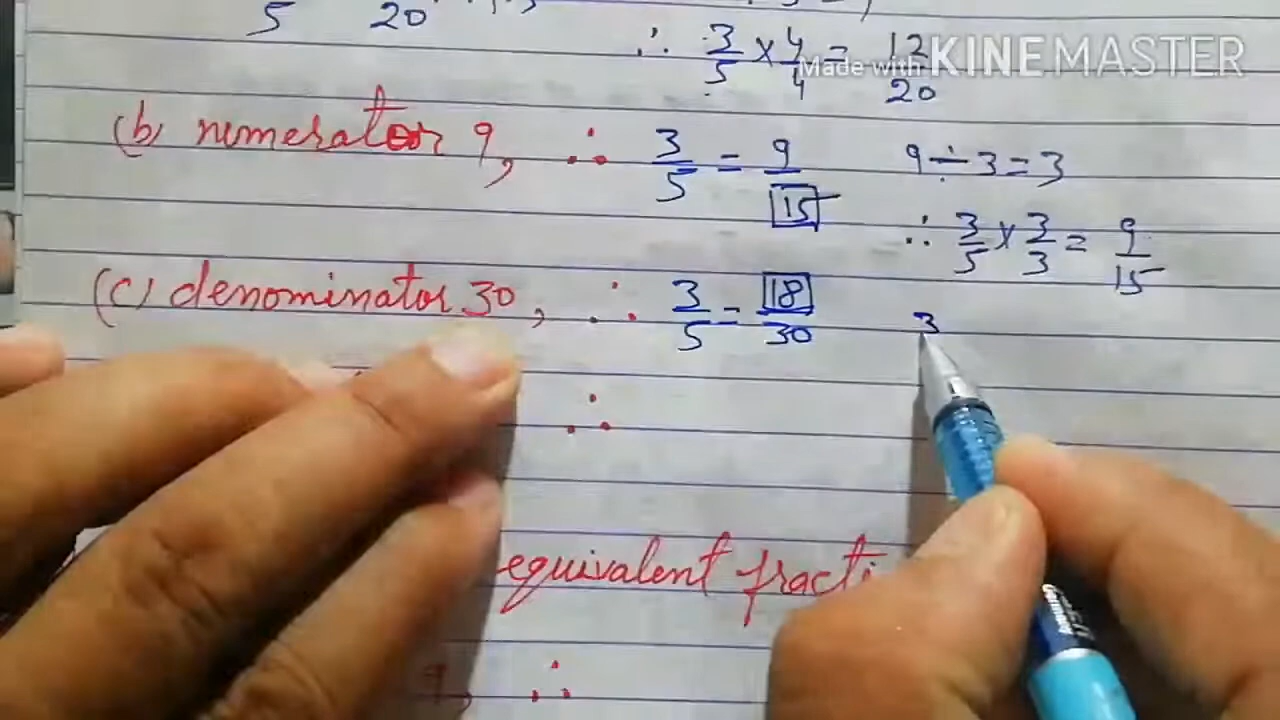 5 20
∴ 3/5 × 4/4 = 12/20
Made with KINEMASTER
(b) numerator 9, ∴ 3/5 = 9/15 9 ÷ 3 = 3
∴ 3/5 × 3/3 = 9/15
(c) denominator 30, ∴ 3/5 = 18/30 3
∴
equivalent fracti
9, ∴